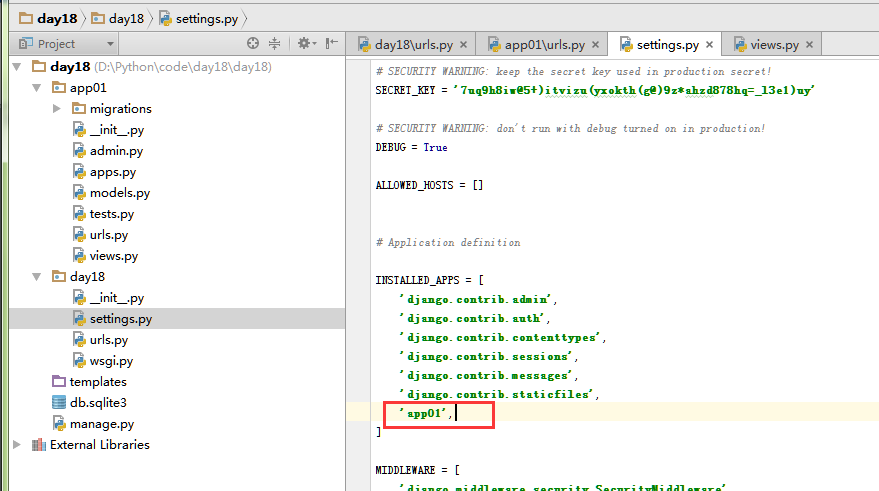 day18 day18 settings.py
Project
day18\urls.py app01\urls.py settings.py views.py
day18 (D:\Python\code\day18\day18)
app01
migrations
__init__.py
admin.py
apps.py
models.py
tests.py
urls.py
views.py
day18
__init__.py
settings.py
urls.py
wsgi.py
templates
db.sqlite3
manage.py
External Libraries
# SECURITY WARNING: keep the secret key used in production secret!
SECRET_KEY = '7uq9h8iw@5+)itvizu(yxokth(g@)9z*ahzd878hq=_l3e1)uy'
# SECURITY WARNING: don't run with debug turned on in production!
DEBUG = True
ALLOWED_HOSTS = []
# Application definition
INSTALLED_APPS = [
'django.contrib.admin',
'django.contrib.auth',
'django.contrib.contenttypes',
'django.contrib.sessions',
'django.contrib.messages',
'django.contrib.staticfiles',
'app01',
]
MIDDLEWARE = [
'django.middleware.security.SecurityMiddleware'